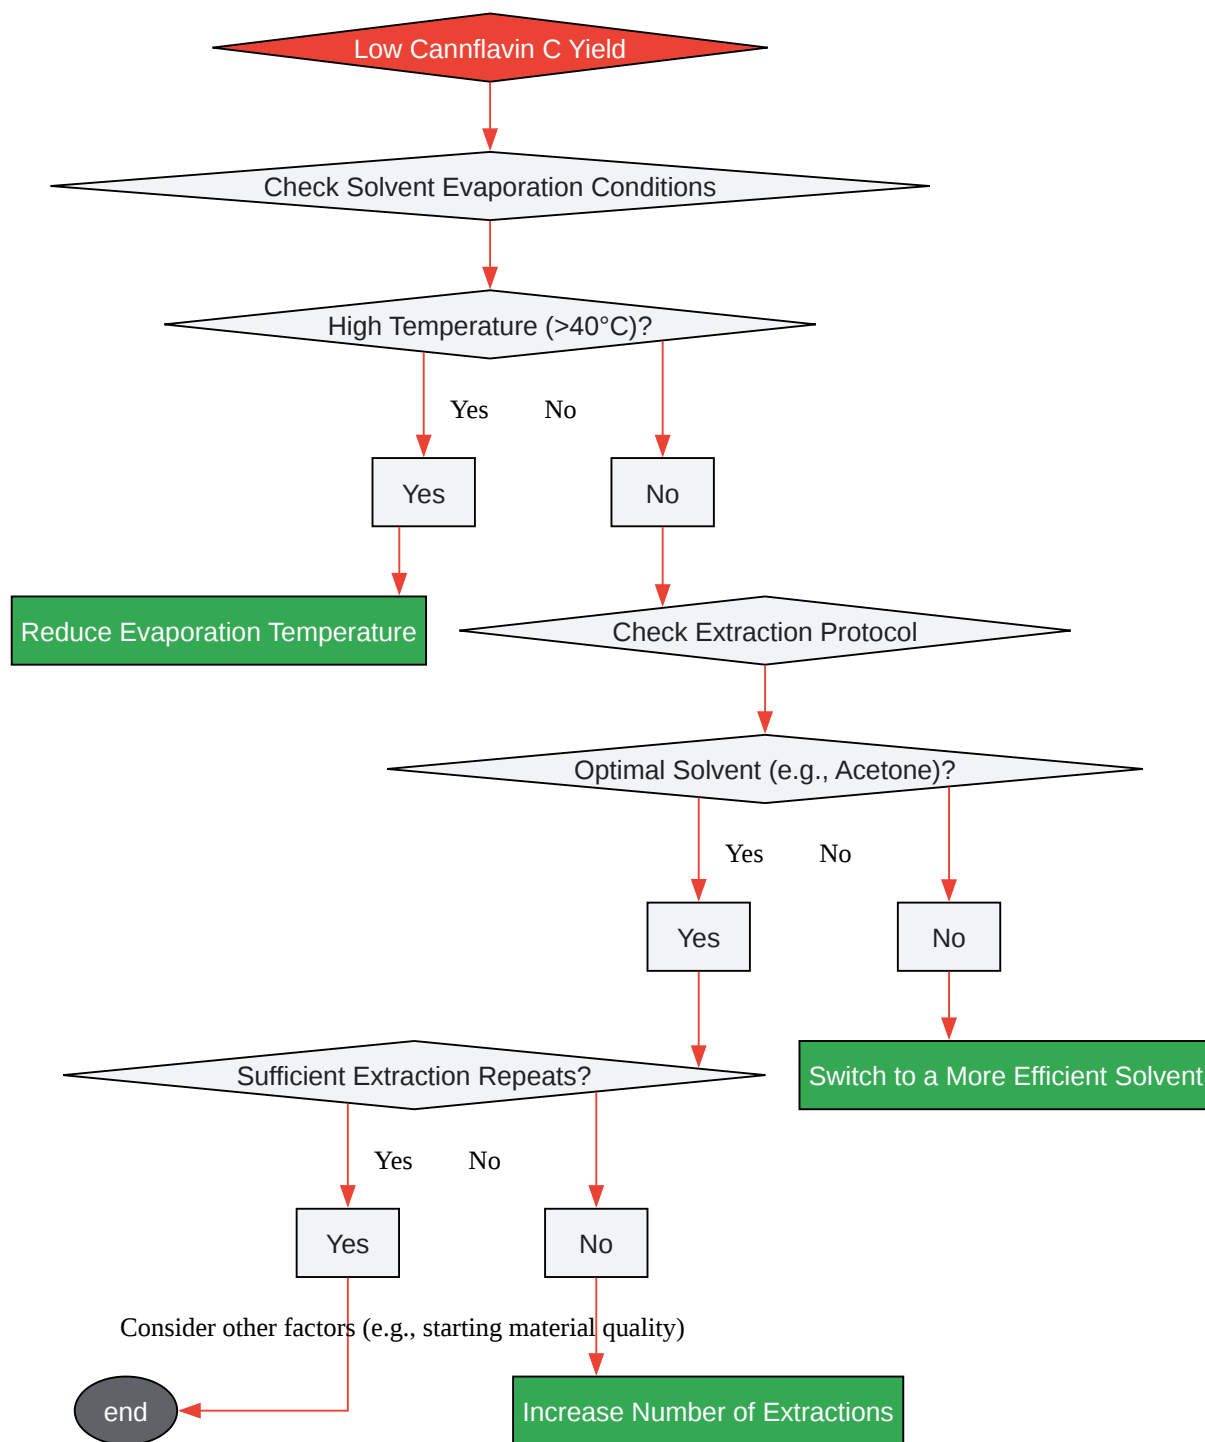 Low Cannflavin C Yield
Check Solvent Evaporation Conditions
High Temperature (>40°C)?
Yes
No
Yes
No
Reduce Evaporation Temperature
Check Extraction Protocol
Optimal Solvent (e.g., Acetone)?
Yes
No
Yes
No
Sufficient Extraction Repeats?
Switch to a More Efficient Solvent
Yes
No
Yes
No
Consider other factors (e.g., starting material quality)
end
Increase Number of Extractions